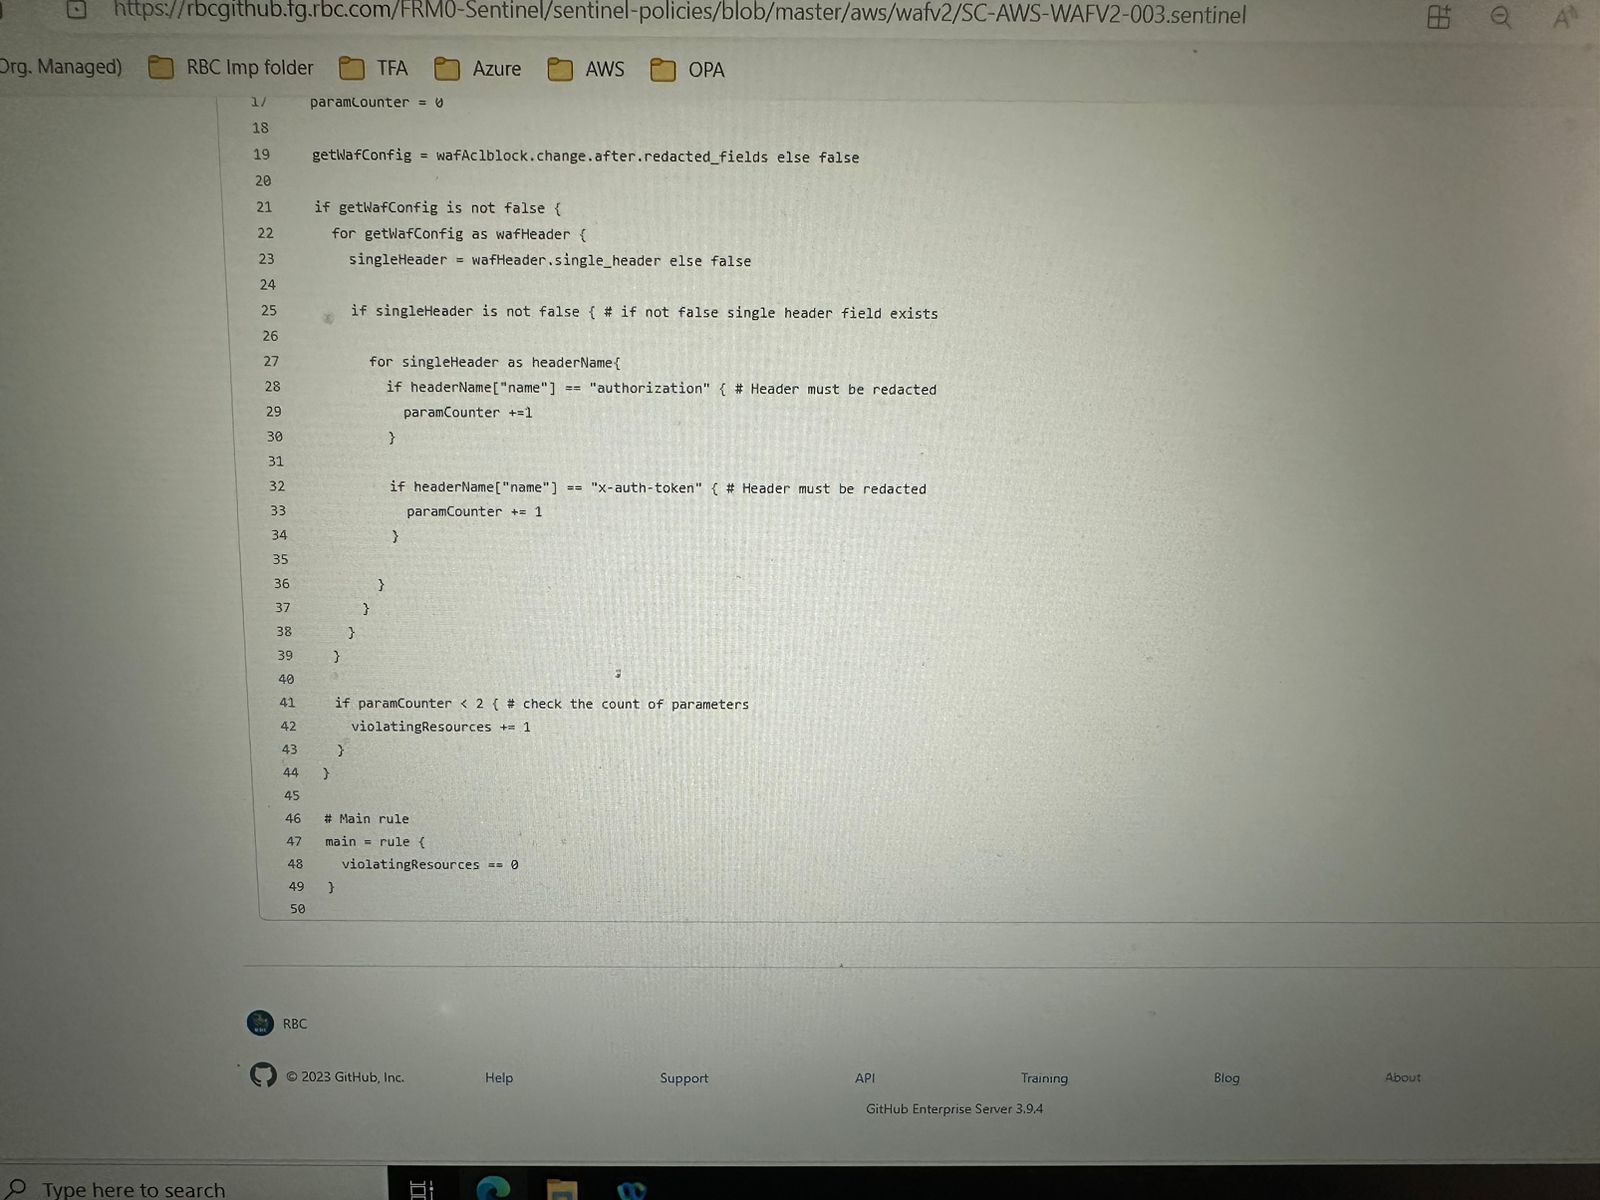 https://rbcgithub.fg.rbc.com/FRM0-Sentinel/sentinel-policies/blob/master/aws/wafv2/SC-AWS-WAFV2-003.sentinel
Org. Managed) RBC Imp folder TFA Azure AWS OPA
17 paramCounter = 0
18
19 getWafConfig = wafAclblock.change.after.redacted_fields else false
20
21 if getWafConfig is not false {
22 for getWafConfig as wafHeader {
23 singleHeader = wafHeader.single_header else false
24
25 if singleHeader is not false { # if not false single header field exists
26
27 for singleHeader as headerName{
28 if headerName["name"] == "authorization" { # Header must be redacted
29 paramCounter +=1
30 }
31
32 if headerName["name"] == "x-auth-token" { # Header must be redacted
33 paramCounter += 1
34 }
35
36 }
37 }
38 }
39 }
40
41 if paramCounter < 2 { # check the count of parameters
42 violatingResources += 1
43 }
44 }
45
46 # Main rule
47 main = rule {
48 violatingResources == 0
49 }
50
RBC
© 2023 GitHub, Inc. Help Support API Training Blog About
GitHub Enterprise Server 3.9.4
Type here to search